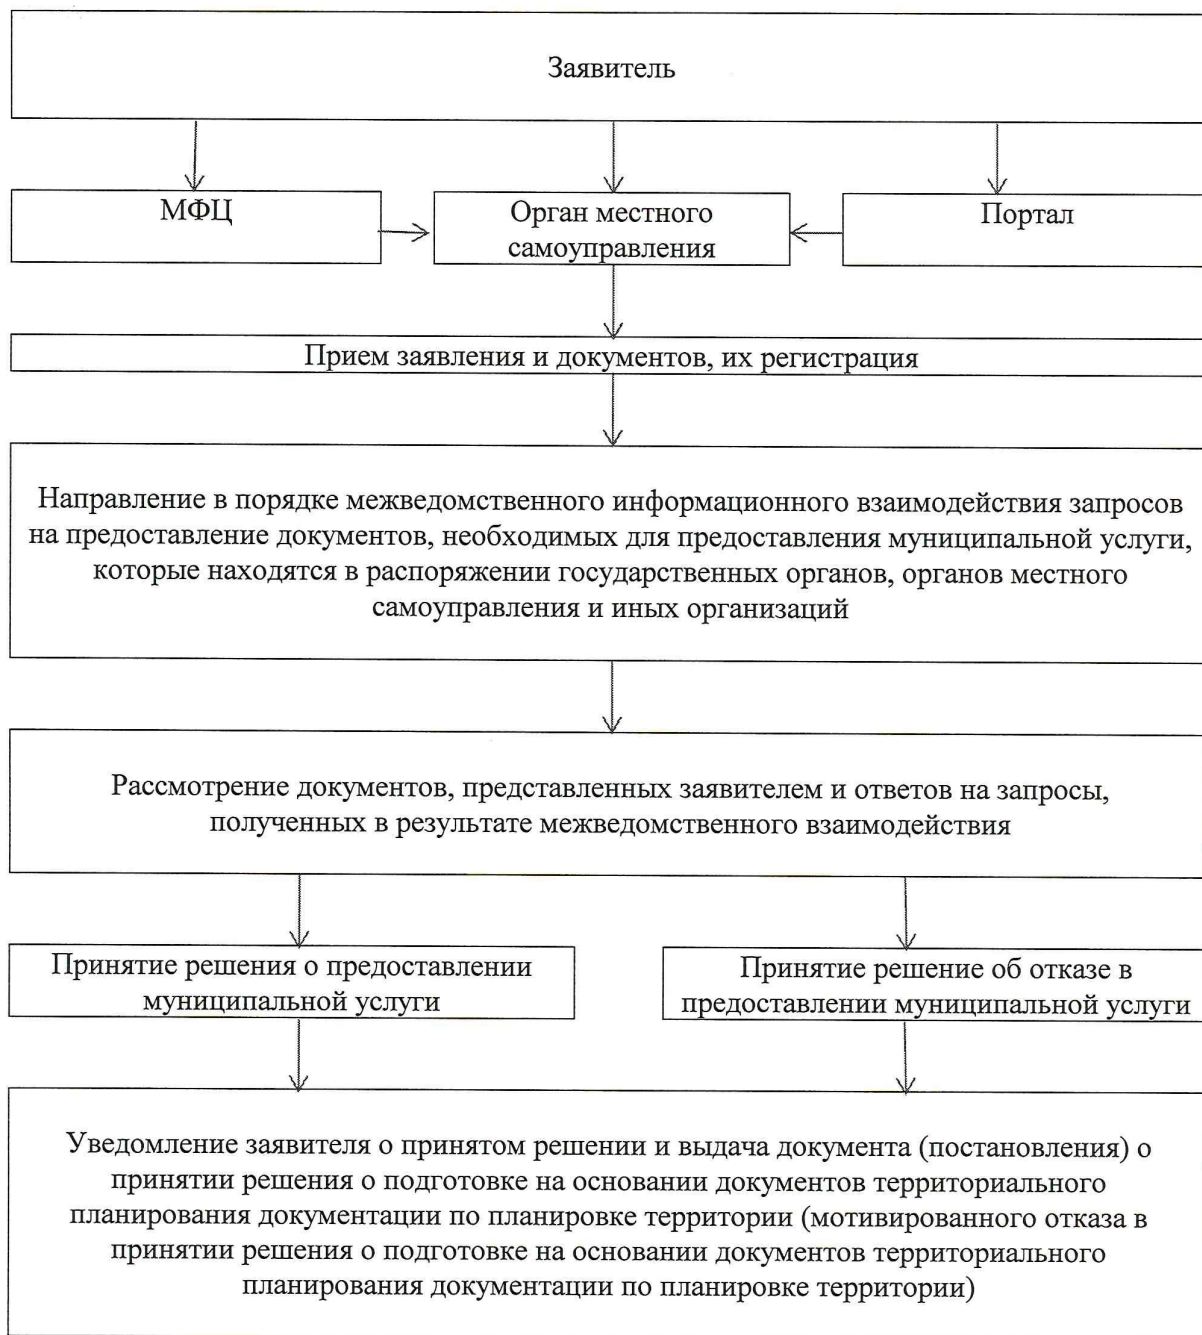 Заявитель
МФЦ
Орган местного
самоуправления
Портал
Прием заявления и документов, их регистрация
Направление в порядке межведомственного информационного взаимодействия запросов
на предоставление документов, необходимых для предоставления муниципальной услуги,
которые находятся в распоряжении государственных органов, органов местного
самоуправления и иных организаций
Рассмотрение документов, представленных заявителем и ответов на запросы,
полученных в результате межведомственного взаимодействия
Принятие решения о предоставлении
муниципальной услуги
Принятие решение об отказе в
предоставлении муниципальной услуги
Уведомление заявителя о принятом решении и выдача документа (постановления) о
принятии решения о подготовке на основании документов территориального
планирования документации по планировке территории (мотивированного отказа в
принятии решения о подготовке на основании документов территориального
планирования документации по планировке территории)